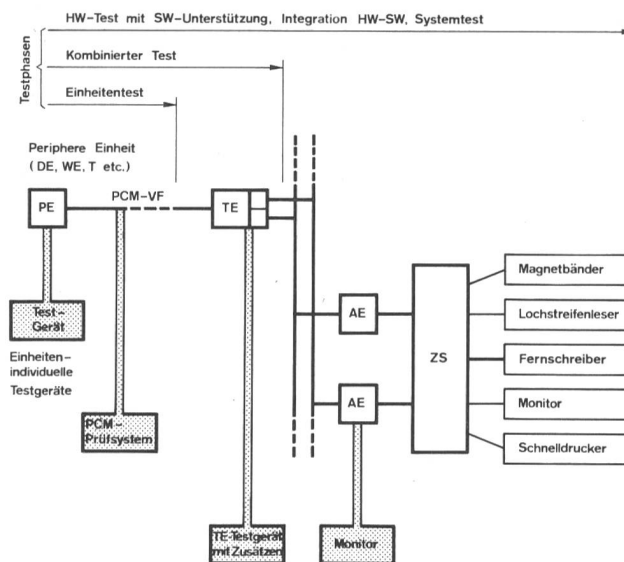 HW-Test mit SW-Unterstützung, Integration HW-SW, Systemtest
Kombinierter Test
Einheitentest
Testphasen
Periphere Einheit
(DE, WE, T etc.)
PCM-VF
PE
TE
Test-
Gerät
Einheiten-
individuelle
Testgeräte
PCM-
Prüfsystem
TE-Testgerät
mit Zusätzen
AE
AE
Monitor
ZS
Magnetbänder
Lochstreifenleser
Fernschreiber
Monitor
Schnelldrucker